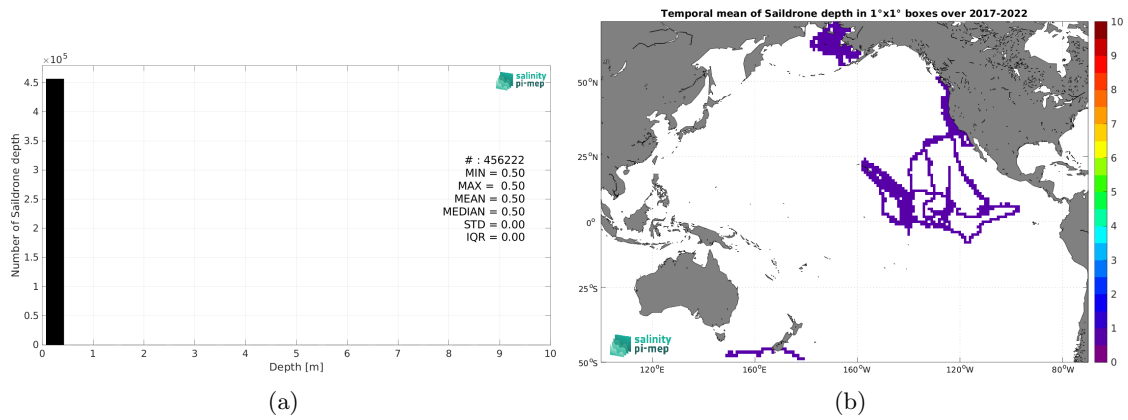 ×10⁵
4.5
4
3.5
3
2.5
2
1.5
1
0.5
0
Number of Saildrone depth
salinity
pi-mep
# : 456222
MIN = 0.50
MAX = 0.50
MEAN = 0.50
MEDIAN = 0.50
STD = 0.00
IQR = 0.00
0 1 2 3 4 5 6 7 8 9 10
Depth [m]
(a)
Temporal mean of Saildrone depth in 1°x1° boxes over 2017-2022
50°N
25°N
0°
25°S
50°S
salinity
pi-mep
120°E 160°E 160°W 120°W 80°W
10
9
8
7
6
5
4
3
2
1
0
(b)